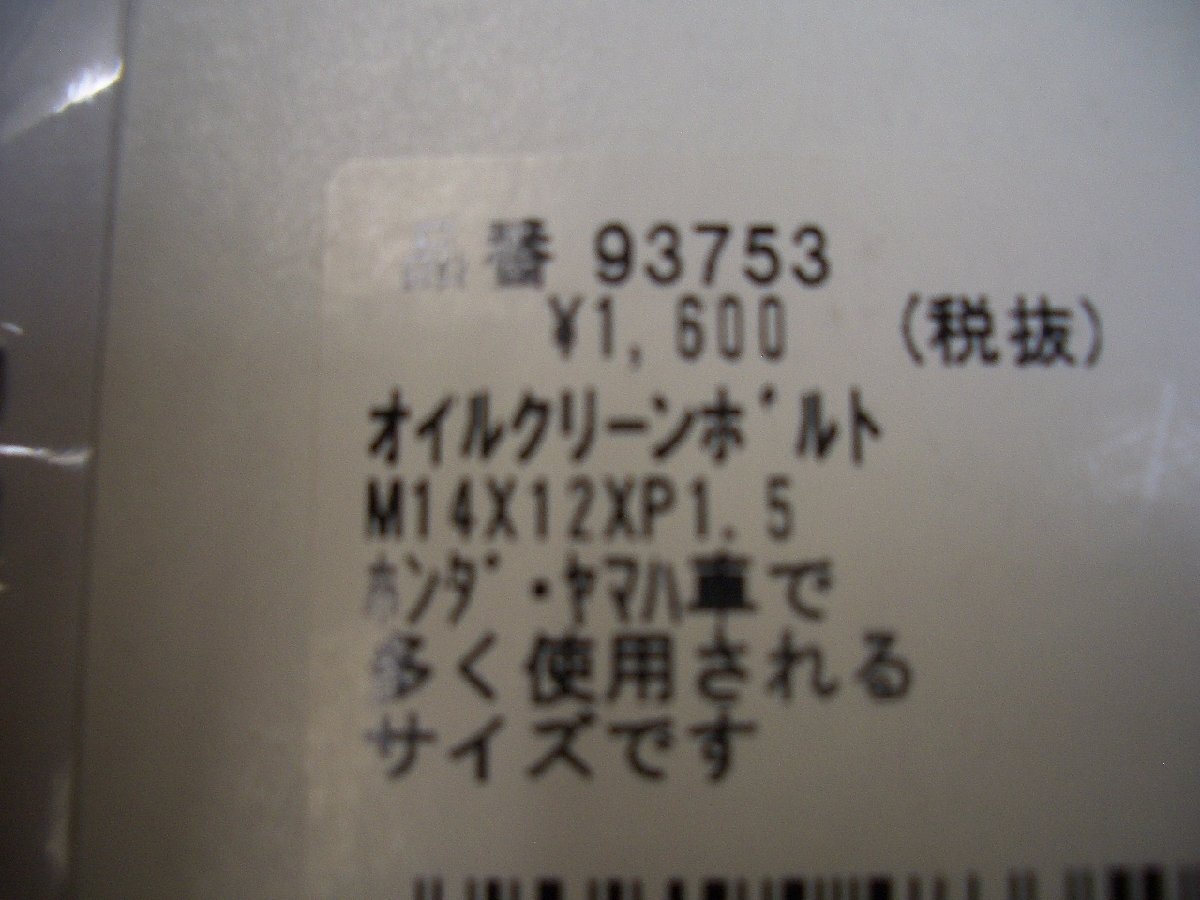 品番 93753
¥1,600 (税抜)
ｵｲﾙｸﾘｰﾝﾎﾞﾙﾄ
M14X12XP1.5
ﾎﾝﾀﾞ・ﾔﾏﾊ車で
多く使用される
サイズです